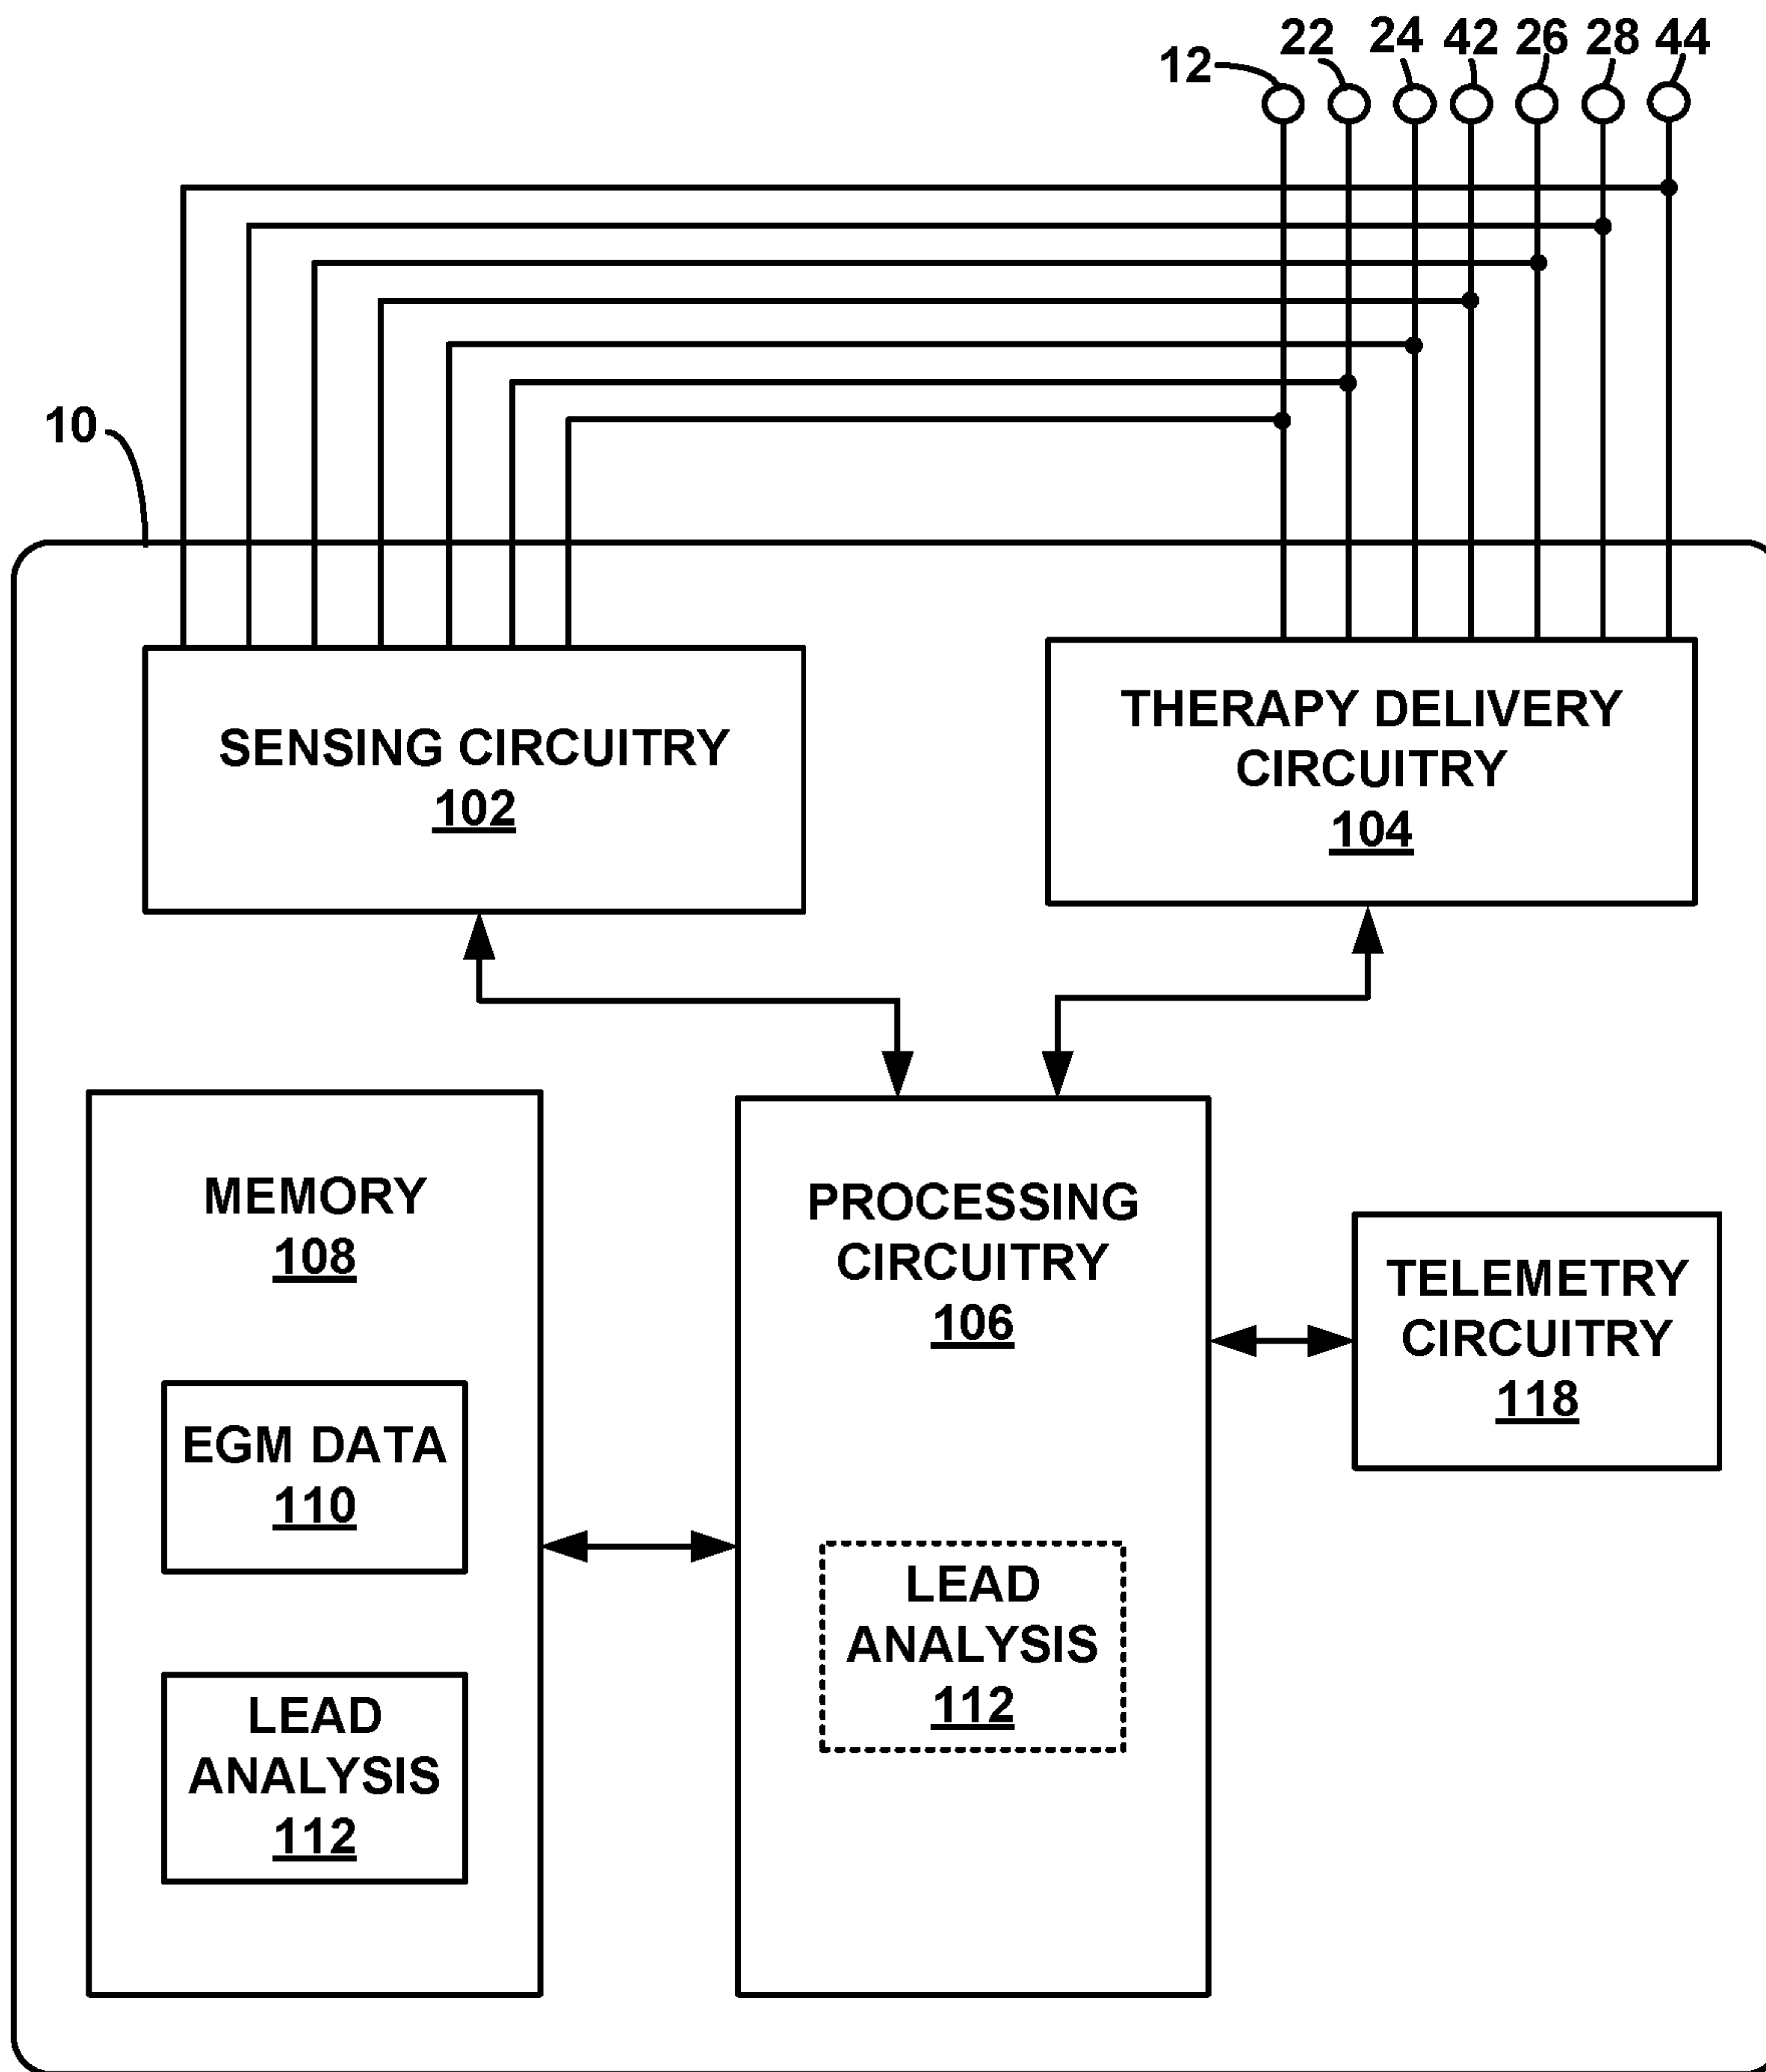 12
22
24
42
26
28
44
10
SENSING CIRCUITRY
102
THERAPY DELIVERY
CIRCUITRY
104
MEMORY
108
EGM DATA
110
LEAD
ANALYSIS
112
PROCESSING
CIRCUITRY
106
LEAD
ANALYSIS
112
TELEMETRY
CIRCUITRY
118